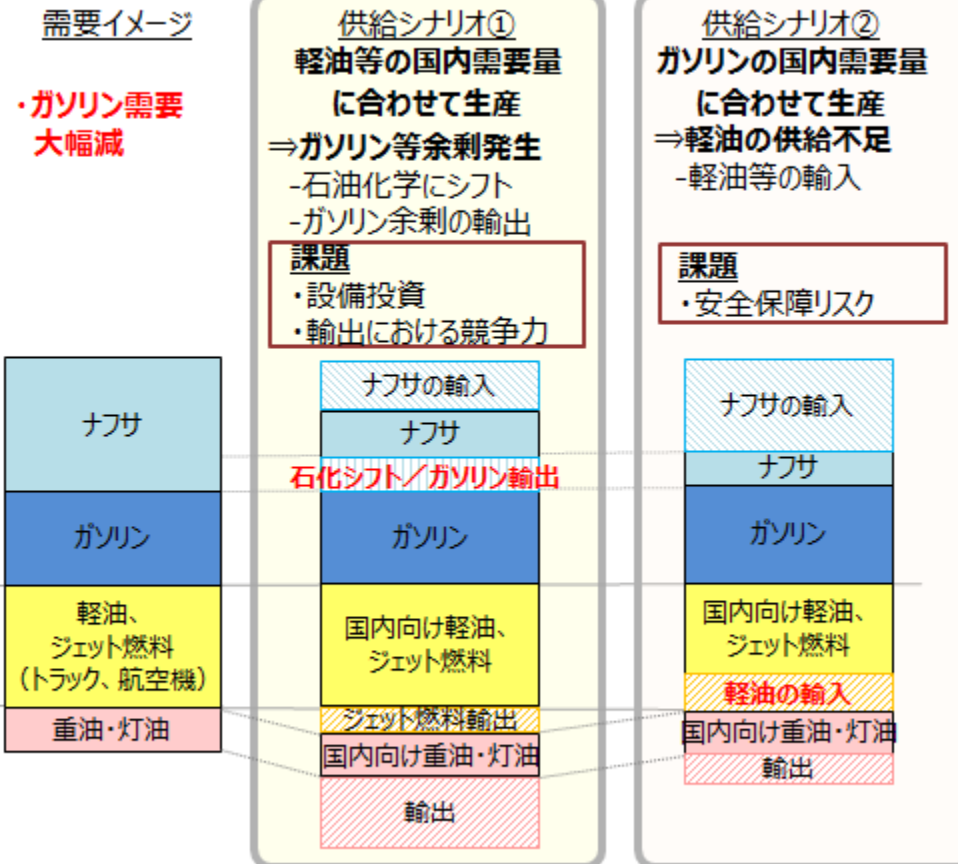 需要イメージ
・ガソリン需要
大幅減
ナフサ
ガソリン
軽油、
ジェット燃料
（トラック、航空機）
重油・灯油
供給シナリオ①
軽油等の国内需要量
に合わせて生産
⇒ガソリン等余剰発生
-石油化学にシフト
-ガソリン余剰の輸出
課題
・設備投資
・輸出における競争力
ナフサの輸入
ナフサ
石化シフト／ガソリン輸出
ガソリン
国内向け軽油、
ジェット燃料
ジェット燃料輸出
国内向け重油・灯油
輸出
供給シナリオ②
ガソリンの国内需要量
に合わせて生産
⇒軽油の供給不足
-軽油等の輸入
課題
・安全保障リスク
ナフサの輸入
ナフサ
ガソリン
国内向け軽油、
ジェット燃料
軽油の輸入
国内向け重油・灯油
輸出